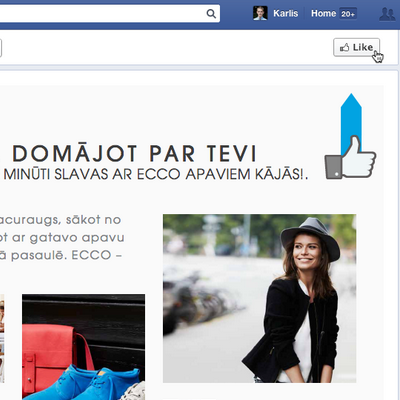 Karlis Home 20+
Like
DOMĀJOT PAR TEVI
MINŪTI SLAVAS AR ECCO APAVIEM KĀJĀS!.
acuraugs, sākot no
ot ar gatavo apavu
ā pasaulē. ECCO –